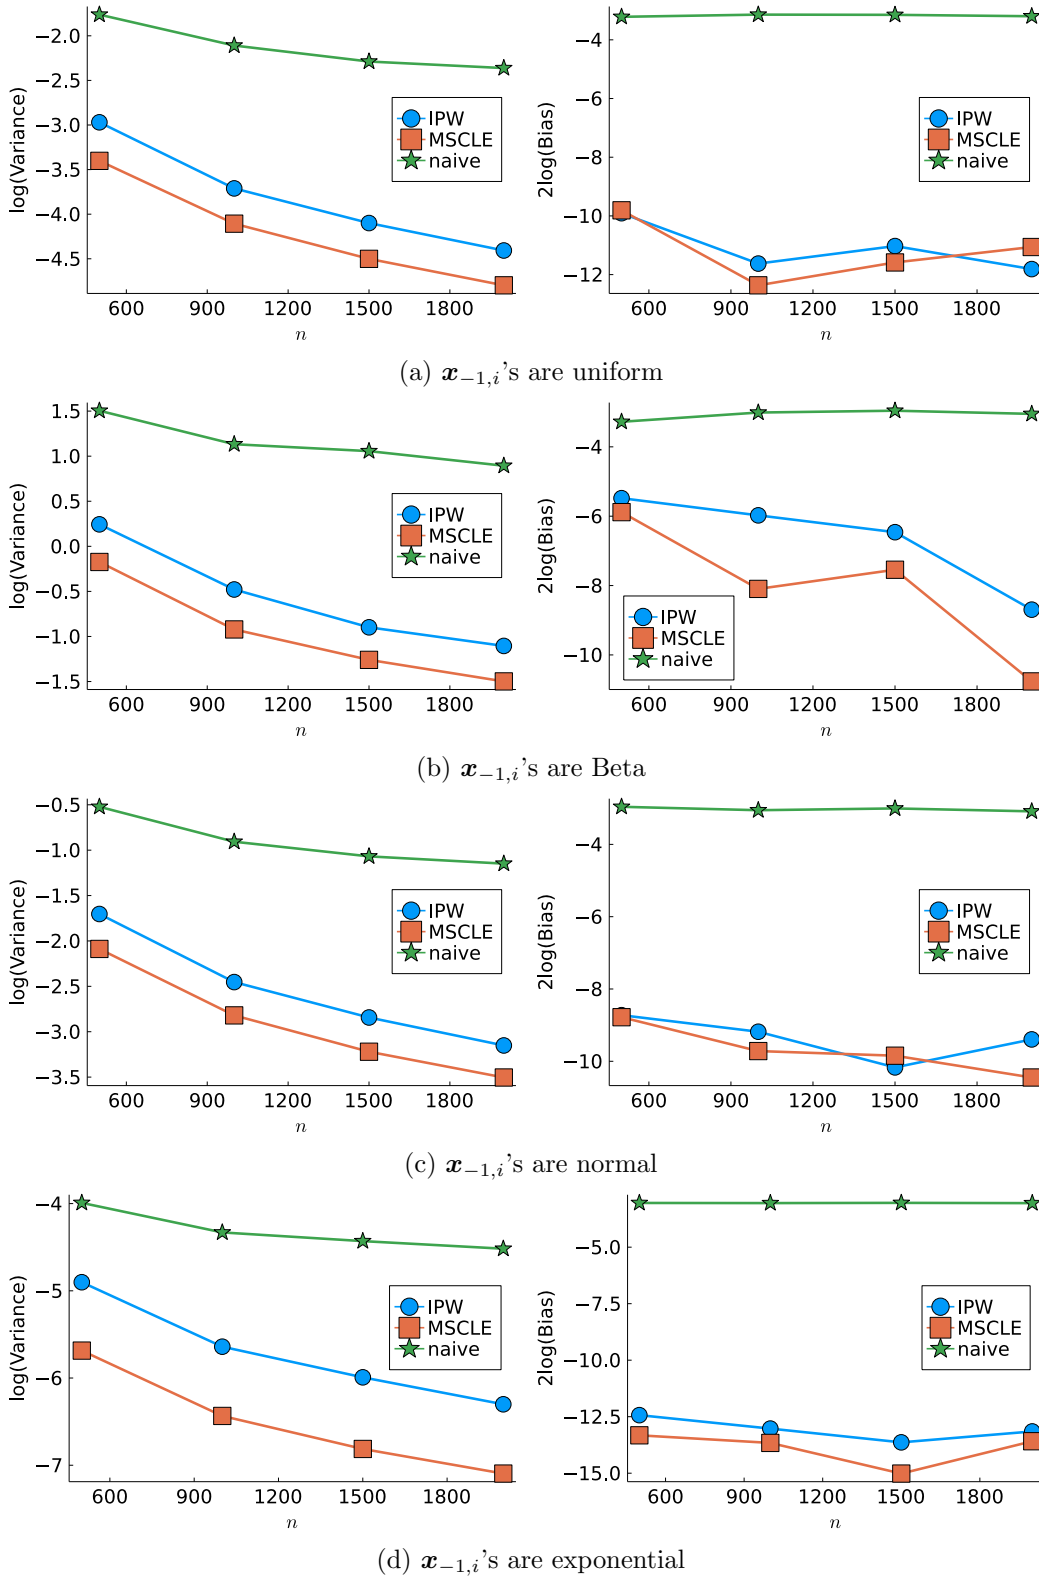 log(Variance)
−2.0
−2.5
−3.0
−3.5
−4.0
−4.5
600 900 1200 1500 1800
n
IPW
MSCLE
naive
2log(Bias)
−4
−6
−8
−10
−12
600 900 1200 1500 1800
n
IPW
MSCLE
naive
(a) x−1,i's are uniform
log(Variance)
1.5
1.0
0.5
0.0
−0.5
−1.0
−1.5
600 900 1200 1500 1800
n
IPW
MSCLE
naive
2log(Bias)
−4
−6
−8
−10
600 900 1200 1500 1800
n
IPW
MSCLE
naive
(b) x−1,i's are Beta
log(Variance)
−0.5
−1.0
−1.5
−2.0
−2.5
−3.0
−3.5
600 900 1200 1500 1800
n
IPW
MSCLE
naive
2log(Bias)
−4
−6
−8
−10
600 900 1200 1500 1800
n
IPW
MSCLE
naive
(c) x−1,i's are normal
log(Variance)
−4
−5
−6
−7
600 900 1200 1500 1800
n
IPW
MSCLE
naive
2log(Bias)
−5.0
−7.5
−10.0
−12.5
−15.0
600 900 1200 1500 1800
n
IPW
MSCLE
naive
(d) x−1,i's are exponential